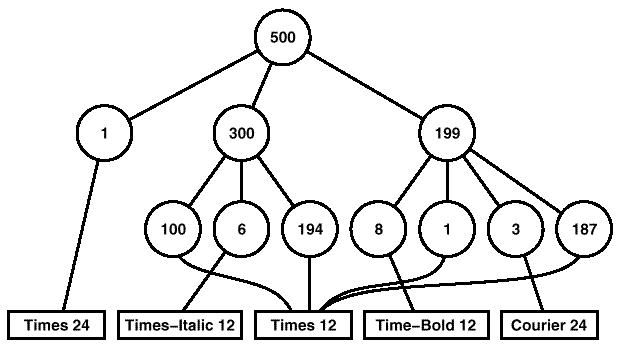 500
1
300
199
100
6
194
8
1
3
187
Times 24
Times–Italic 12
Times 12
Time–Bold 12
Courier 24